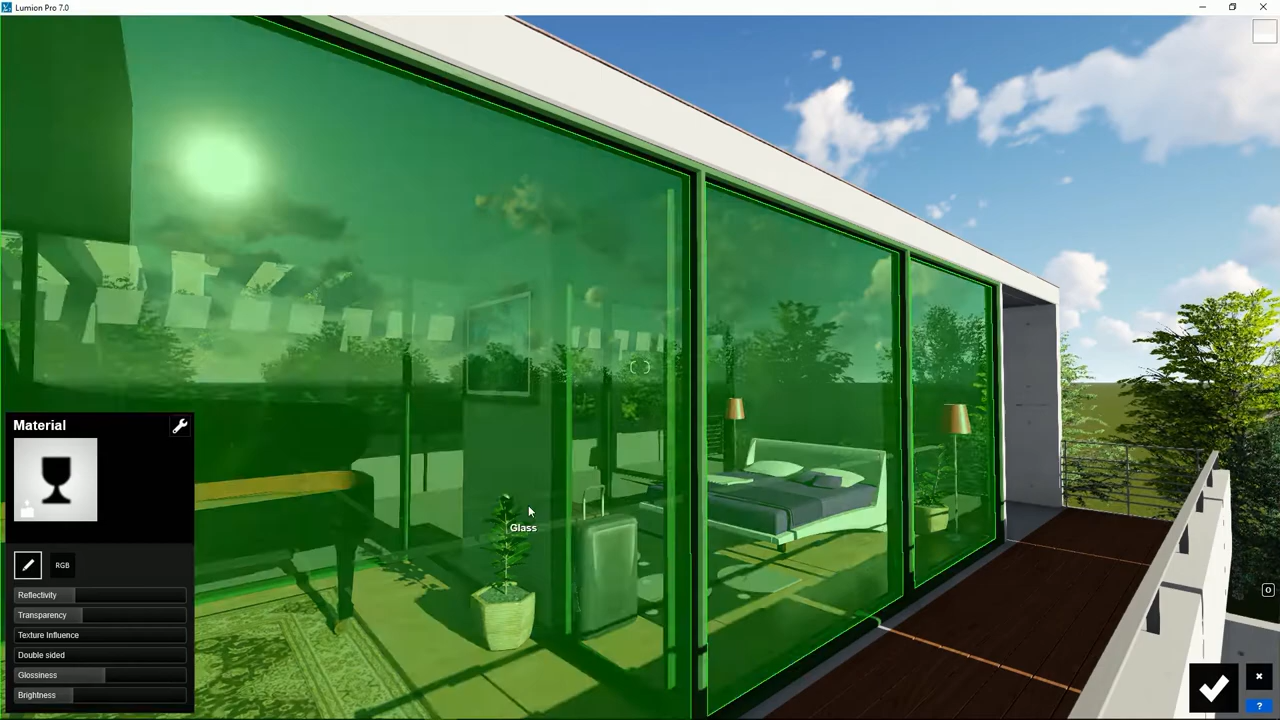 Lumion Pro 7.0
Material
Glass
RGB
Reflectivity
Transparency
Texture Influence
Double sided
Glossiness
Brightness
O
?